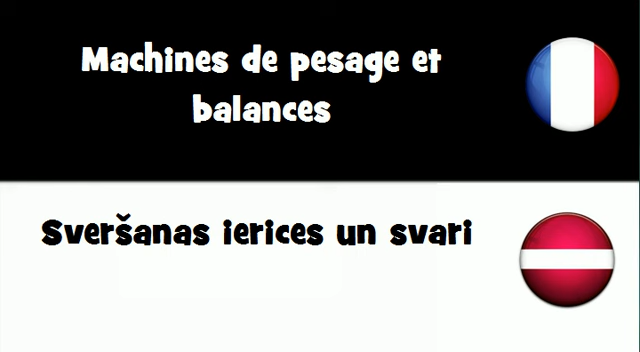 Machines de pesage et
balances
Sveršanas ierices un svari